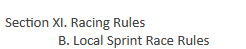 Section XI. Racing Rules
B. Local Sprint Race Rules